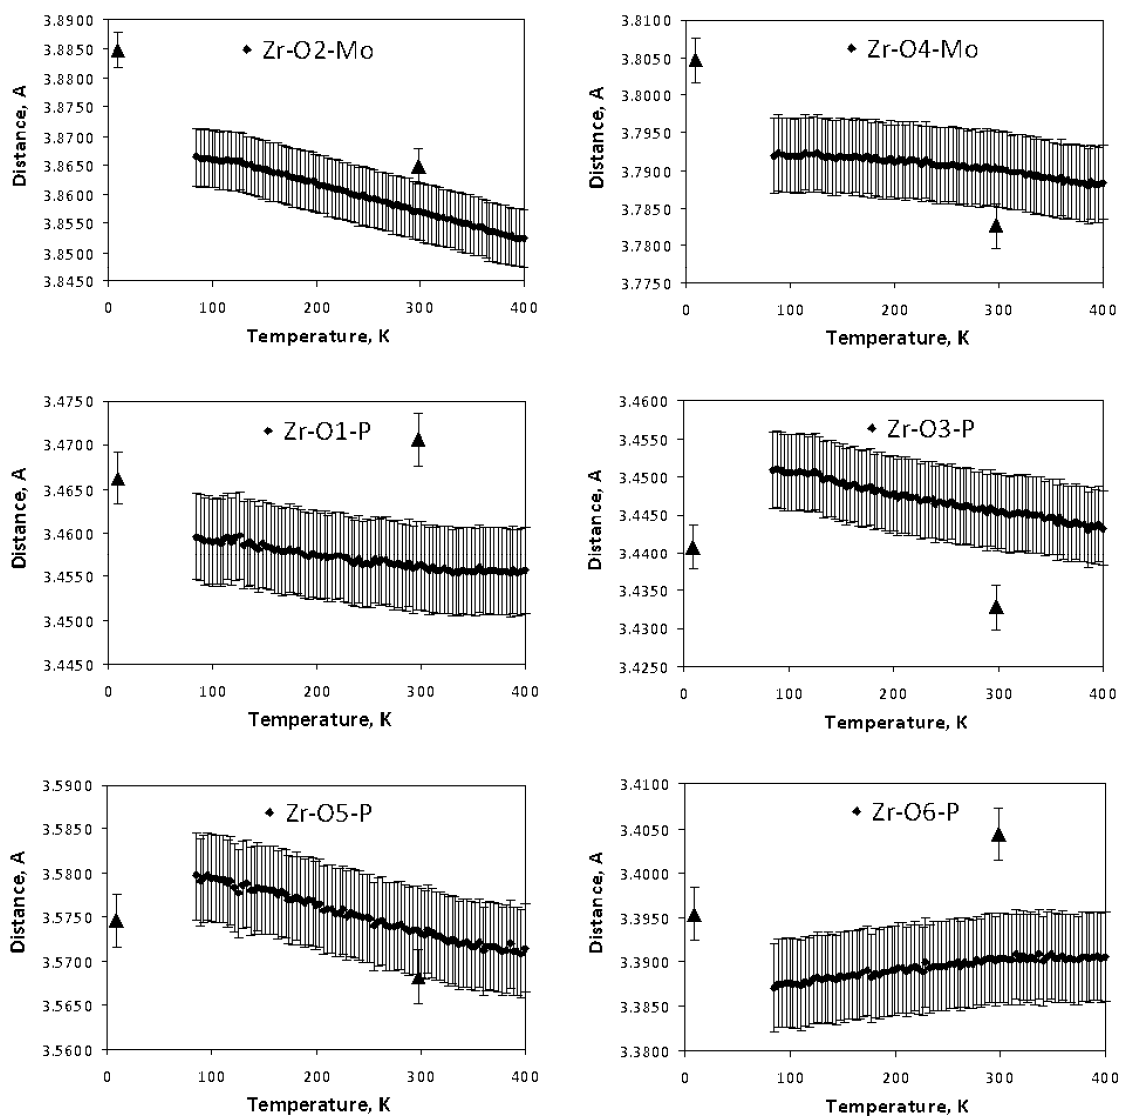 3.8900
3.8850
3.8800
3.8750
3.8700
3.8650
3.8600
3.8550
3.8500
3.8450
Distance, A
Zr-O2-Mo
0 100 200 300 400
Temperature, K
3.8100
3.8050
3.8000
3.7950
3.7900
3.7850
3.7800
3.7750
Distance, A
Zr-O4-Mo
0 100 200 300 400
Temperature, K
3.4750
3.4700
3.4650
3.4600
3.4550
3.4500
3.4450
Distance, A
Zr-O1-P
0 100 200 300 400
Temperature, K
3.4600
3.4550
3.4500
3.4450
3.4400
3.4350
3.4300
3.4250
Distance, A
Zr-O3-P
0 100 200 300 400
Temperature, K
3.5900
3.5850
3.5800
3.5750
3.5700
3.5650
3.5600
Distance, A
Zr-O5-P
0 100 200 300 400
Temperature, K
3.4100
3.4050
3.4000
3.3950
3.3900
3.3850
3.3800
Distance, A
Zr-O6-P
0 100 200 300 400
Temperature, K